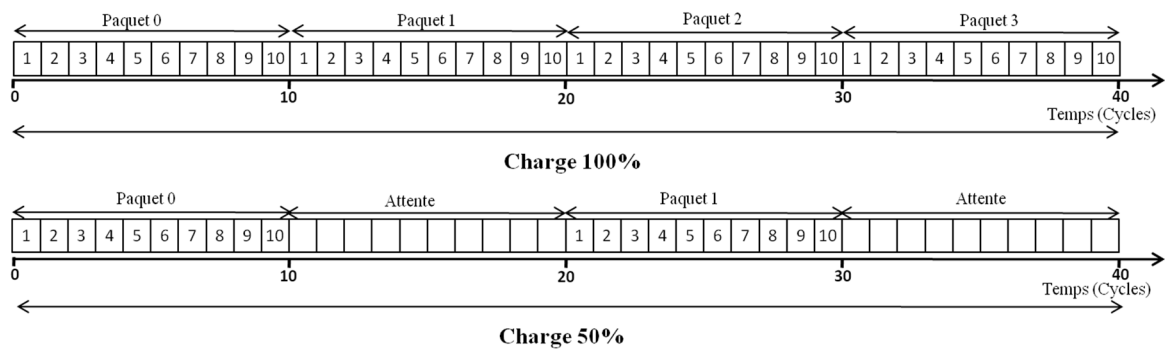 Paquet 0 Paquet 1 Paquet 2 Paquet 3
1 2 3 4 5 6 7 8 9 10 1 2 3 4 5 6 7 8 9 10 1 2 3 4 5 6 7 8 9 10 1 2 3 4 5 6 7 8 9 10
0 10 20 30 40
Temps (Cycles)
Charge 100%
Paquet 0 Attente Paquet 1 Attente
1 2 3 4 5 6 7 8 9 10 1 2 3 4 5 6 7 8 9 10
0 10 20 30 40
Temps (Cycles)
Charge 50%